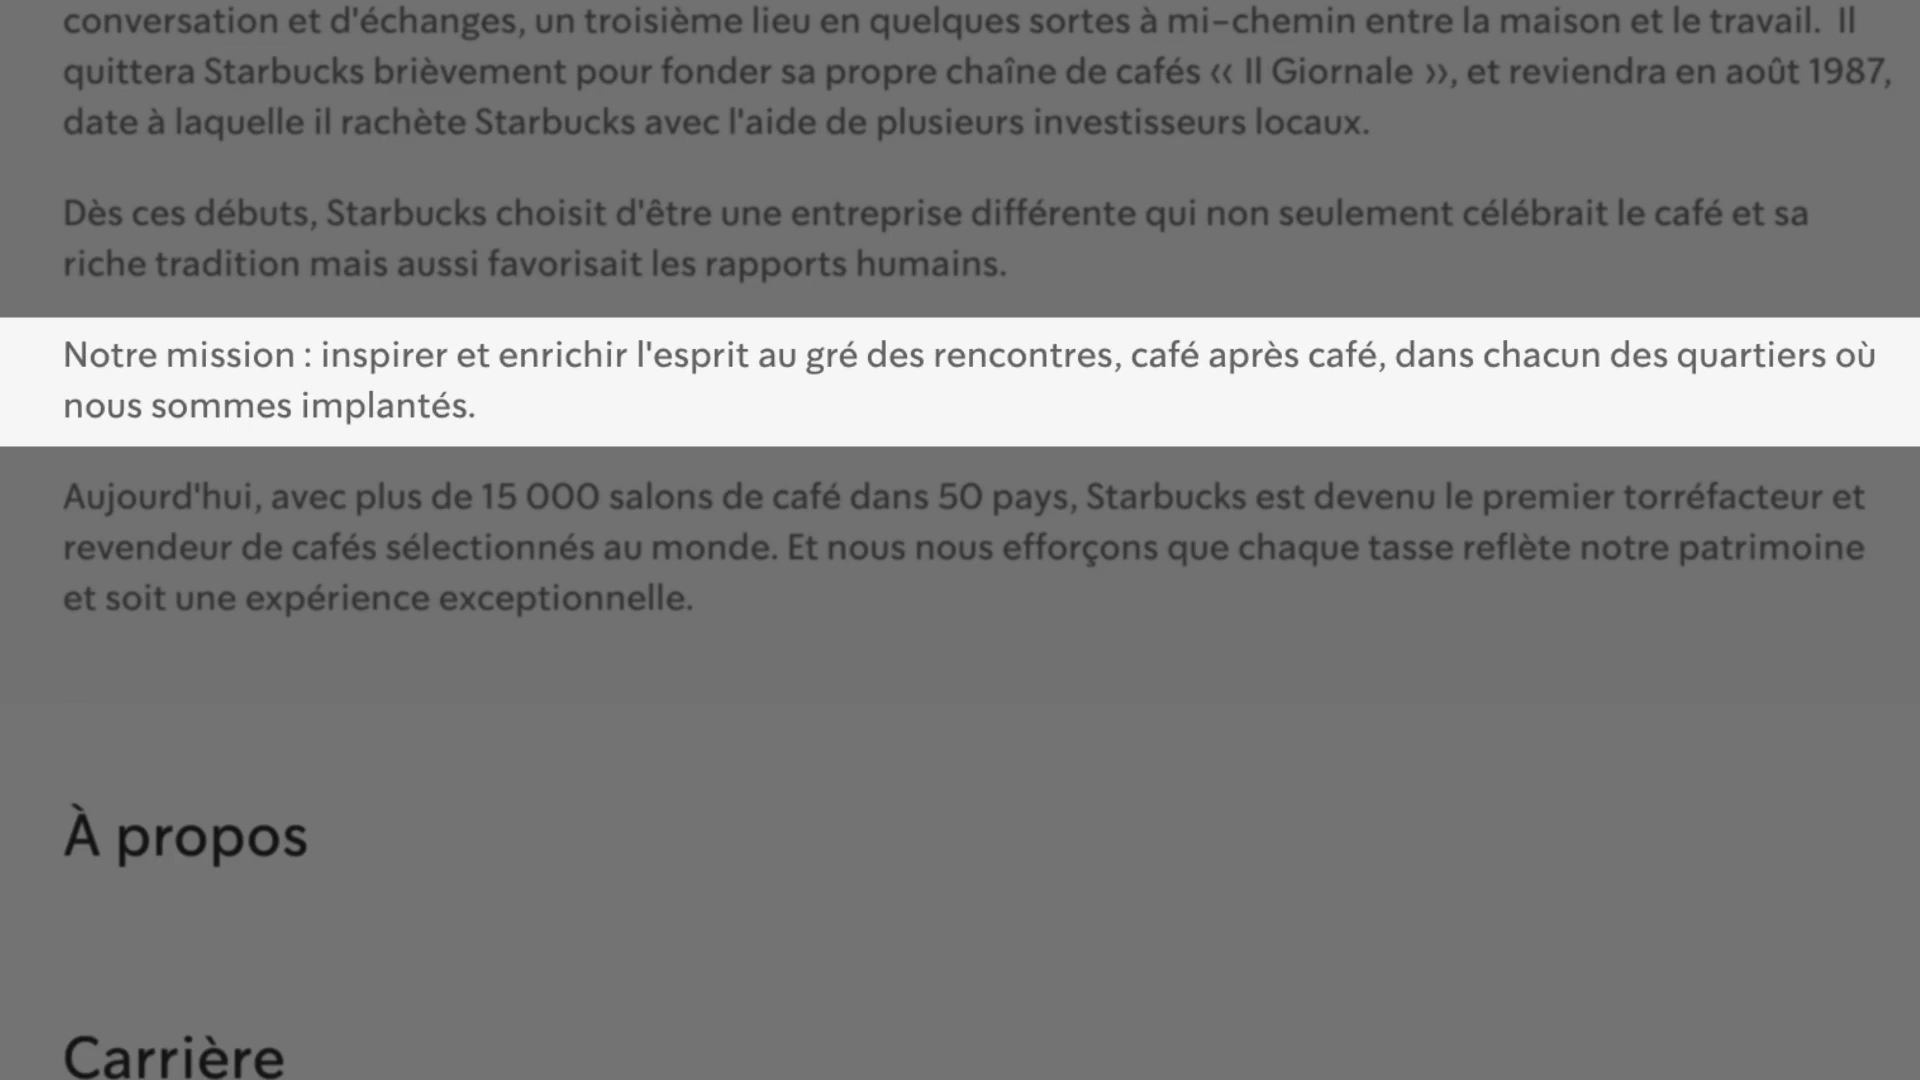 conversation et d'échanges, un troisième lieu en quelques sortes à mi-chemin entre la maison et le travail. Il
quittera Starbucks brièvement pour fonder sa propre chaîne de cafés « Il Giornale », et reviendra en août 1987,
date à laquelle il rachète Starbucks avec l'aide de plusieurs investisseurs locaux.
Dès ces débuts, Starbucks choisit d'être une entreprise différente qui non seulement célébrait le café et sa
riche tradition mais aussi favorisait les rapports humains.
Notre mission : inspirer et enrichir l'esprit au gré des rencontres, café après café, dans chacun des quartiers où
nous sommes implantés.
Aujourd'hui, avec plus de 15 000 salons de café dans 50 pays, Starbucks est devenu le premier torréfacteur et
revendeur de cafés sélectionnés au monde. Et nous nous efforçons que chaque tasse reflète notre patrimoine
et soit une expérience exceptionnelle.
À propos
Carrière